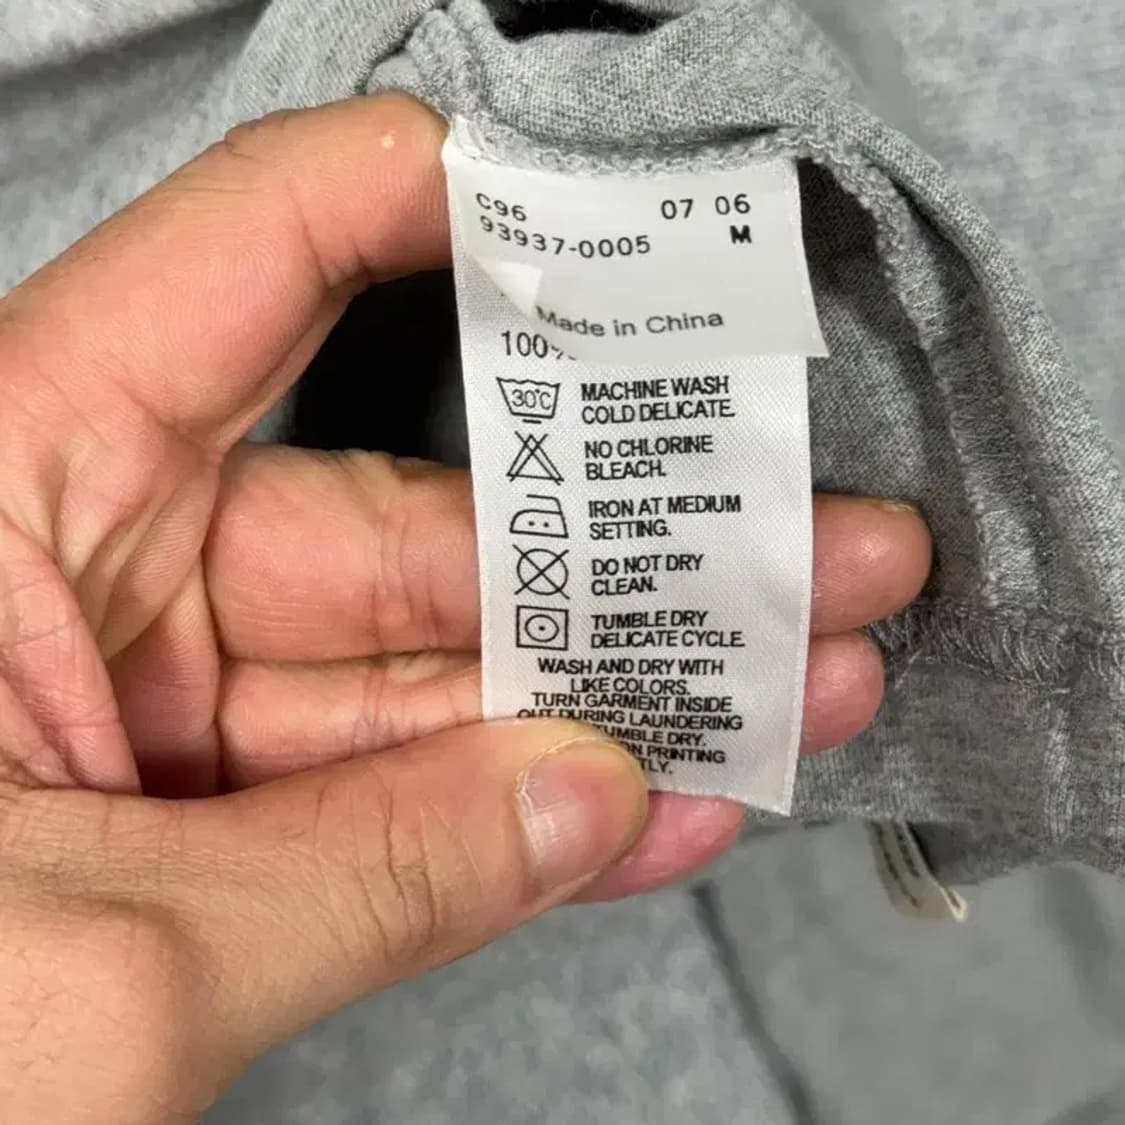 C96 07 06
93937-0005 M
Made in China
100%
30°C MACHINE WASH
COLD DELICATE.
NO CHLORINE
BLEACH.
IRON AT MEDIUM
SETTING.
DO NOT DRY
CLEAN.
TUMBLE DRY
DELICATE CYCLE.
WASH AND DRY WITH
LIKE COLORS.
TURN GARMENT INSIDE
OUT DURING LAUNDERING
TUMBLE DRY.
PRINTING